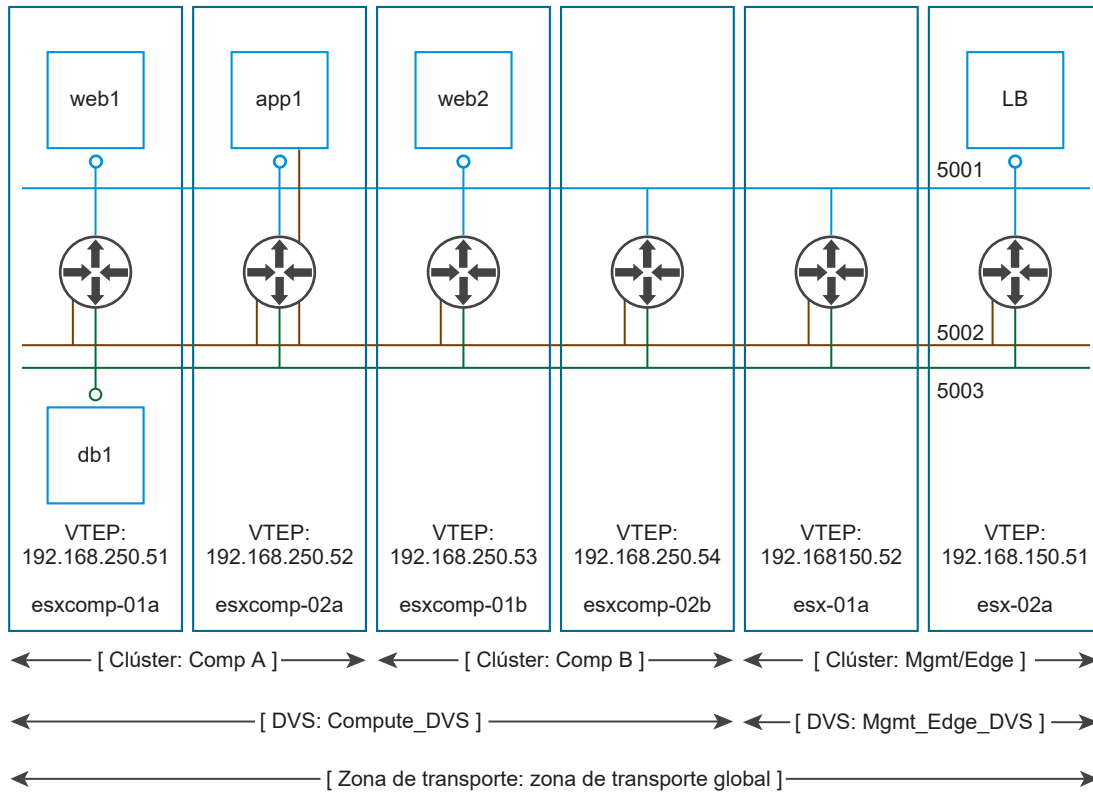 web1
app1
web2
LB
5001
5002
5003
db1
VTEP:
192.168.250.51
VTEP:
192.168.250.52
VTEP:
192.168.250.53
VTEP:
192.168.250.54
VTEP:
192.168150.52
VTEP:
192.168.150.51
esxcomp-01a
esxcomp-02a
esxcomp-01b
esxcomp-02b
esx-01a
esx-02a
[ Clúster: Comp A ]
[ Clúster: Comp B ]
[ Clúster: Mgmt/Edge ]
[ DVS: Compute_DVS ]
[ DVS: Mgmt_Edge_DVS ]
[ Zona de transporte: zona de transporte global ]